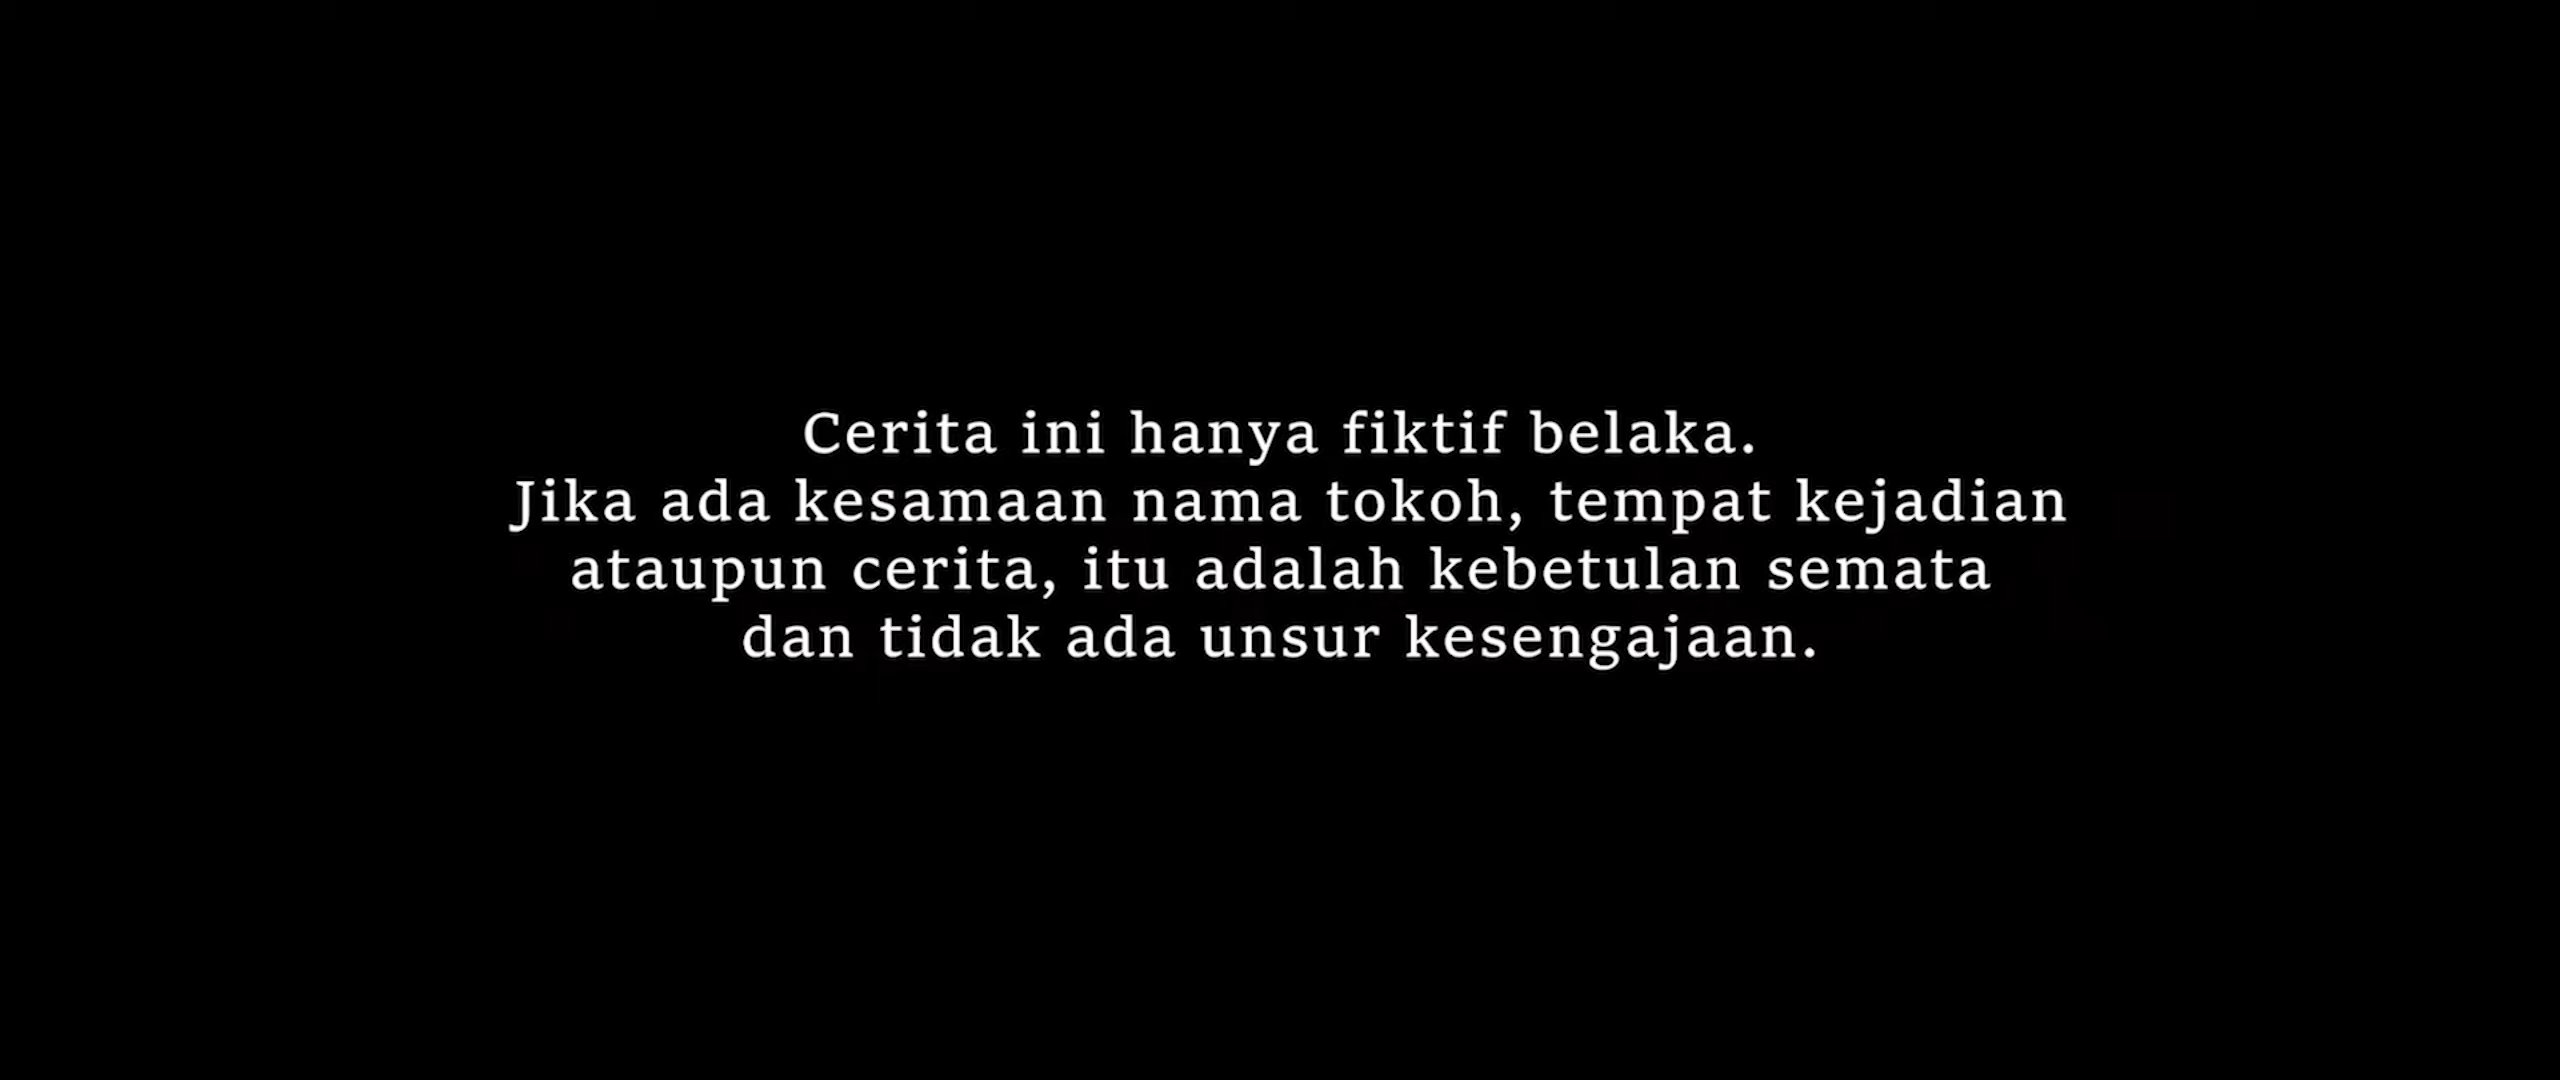 Cerita ini hanya fiktif belaka.
Jika ada kesamaan nama tokoh, tempat kejadian
ataupun cerita, itu adalah kebetulan semata
dan tidak ada unsur kesengajaan.